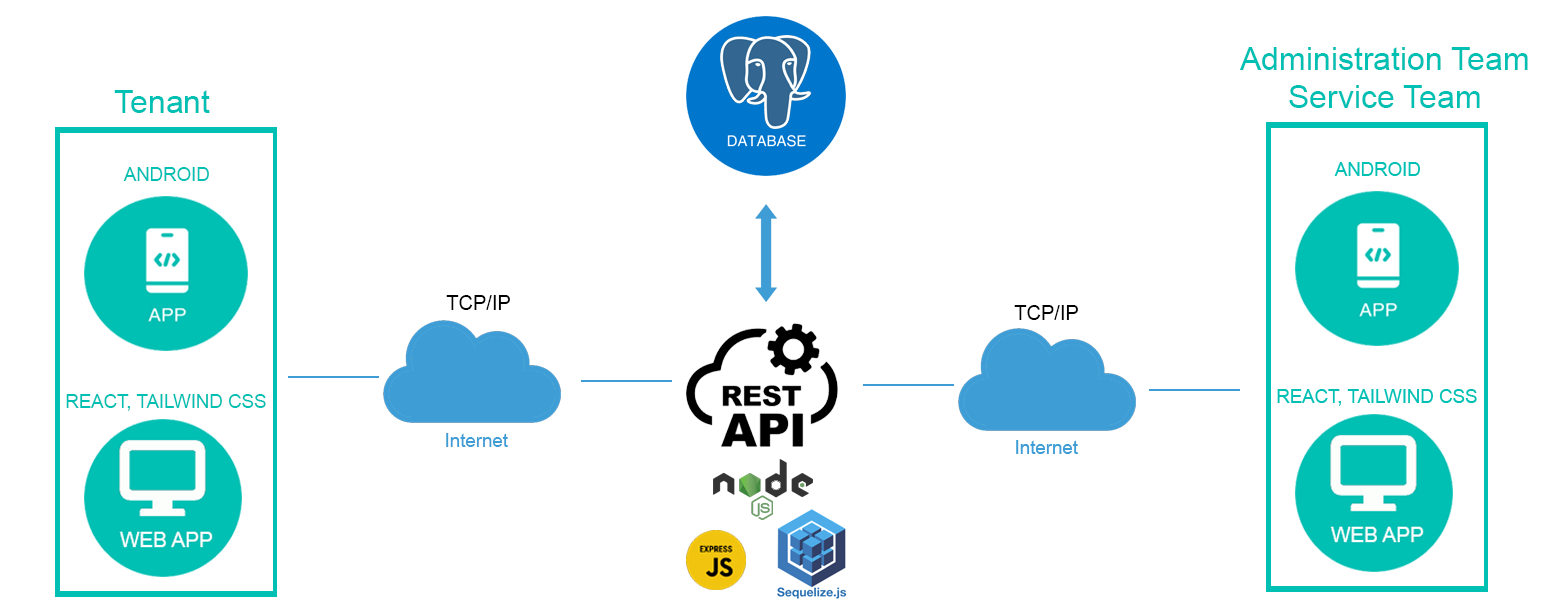 Tenant
ANDROID
APP
REACT, TAILWIND CSS
WEB APP
TCP/IP
Internet
DATABASE
REST
API
node
JS
EXPRESS
JS
Sequelize.js
TCP/IP
Internet
Administration Team
Service Team
ANDROID
APP
REACT, TAILWIND CSS
WEB APP